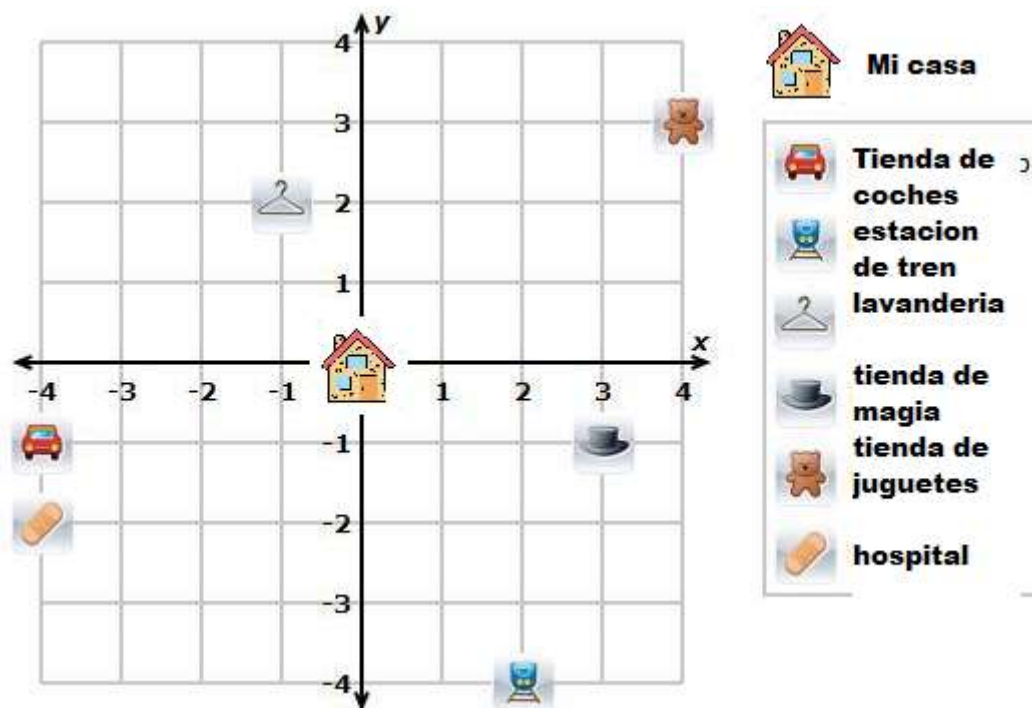 y
4
3
2
1
x
-4 -3 -2 -1 1 2 3 4
-1
-2
-3
-4
Mi casa
Tienda de
coches
estacion
de tren
lavanderia
tienda de
magia
tienda de
juguetes
hospital